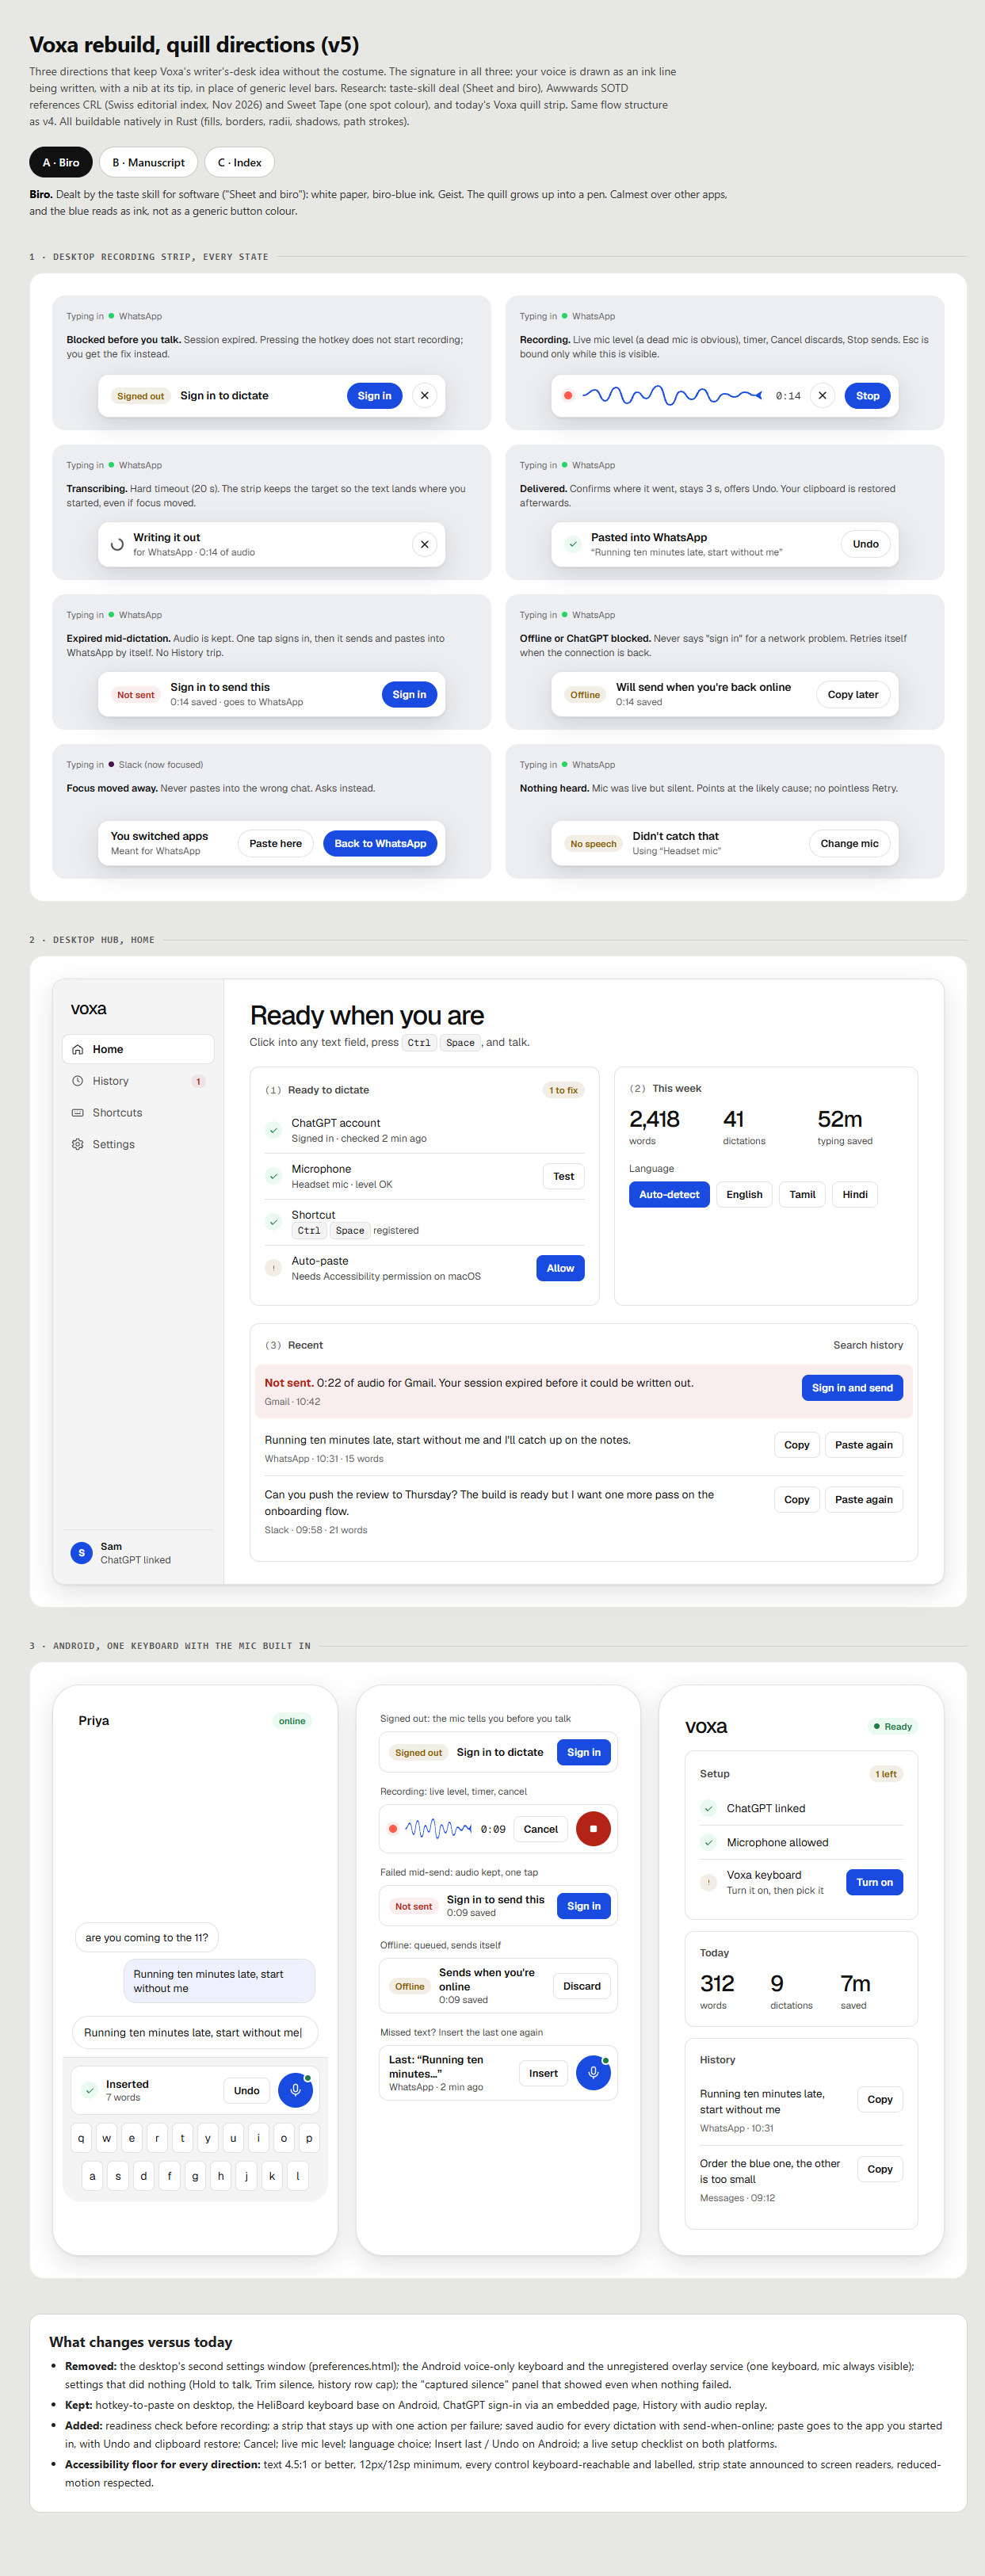 Voxa rebuild, quill directions (v5)
Three directions that keep Voxa's writer's-desk idea without the costume. The signature in all three: your voice is drawn as an ink line
being written, with a nib at its tip, in place of generic level bars. Research: taste-skill deal (Sheet and biro), Awwwards SOTD
references CRL (Swiss editorial index, Nov 2026) and Sweet Tape (one spot colour), and today's Voxa quill strip. Same flow structure
as v4. All buildable natively in Rust (fills, borders, radii, shadows, path strokes).
A · Biro
B · Manuscript
C · Index
Biro. Dealt by the taste skill for software ("Sheet and biro"): white paper, biro-blue ink, Geist. The quill grows up into a pen. Calmest over other apps,
and the blue reads as ink, not as a generic button colour.
1 · DESKTOP RECORDING STRIP, EVERY STATE
Typing in WhatsApp
Blocked before you talk. Session expired. Pressing the hotkey does not start recording;
you get the fix instead.
Signed out
Sign in to dictate
Sign in
Typing in WhatsApp
Recording. Live mic level (a dead mic is obvious), timer, Cancel discards, Stop sends. Esc is
bound only while this is visible.
0:14
Stop
Typing in WhatsApp
Transcribing. Hard timeout (20 s). The strip keeps the target so the text lands where you
started, even if focus moved.
Writing it out
for WhatsApp · 0:14 of audio
Typing in WhatsApp
Delivered. Confirms where it went, stays 3 s, offers Undo. Your clipboard is restored
afterwards.
Pasted into WhatsApp
“Running ten minutes late, start without me”
Undo
Typing in WhatsApp
Expired mid-dictation. Audio is kept. One tap signs in, then it sends and pastes into
WhatsApp by itself. No History trip.
Not sent
Sign in to send this
0:14 saved · goes to WhatsApp
Sign in
Typing in WhatsApp
Offline or ChatGPT blocked. Never says "sign in" for a network problem. Retries itself
when the connection is back.
Offline
Will send when you're back online
0:14 saved
Copy later
Typing in Slack (now focused)
Focus moved away. Never pastes into the wrong chat. Asks instead.
You switched apps
Meant for WhatsApp
Paste here
Back to WhatsApp
Typing in WhatsApp
Nothing heard. Mic was live but silent. Points at the likely cause; no pointless Retry.
No speech
Didn't catch that
Using “Headset mic”
Change mic
2 · DESKTOP HUB, HOME
voxa
Home
History 1
Shortcuts
Settings
S
Sam
ChatGPT linked
Ready when you are
Click into any text field, press Ctrl Space, and talk.
(1) Ready to dictate
1 to fix
ChatGPT account
Signed in · checked 2 min ago
Microphone
Headset mic · level OK
Test
Shortcut
Ctrl Space registered
!
Auto-paste
Needs Accessibility permission on macOS
Allow
(2) This week
2,418 41 52m
words dictations typing saved
Language
Auto-detect English Tamil Hindi
(3) Recent
Search history
Not sent. 0:22 of audio for Gmail. Your session expired before it could be written out.
Gmail · 10:42
Sign in and send
Running ten minutes late, start without me and I'll catch up on the notes.
WhatsApp · 10:31 · 15 words
Copy Paste again
Can you push the review to Thursday? The build is ready but I want one more pass on the
onboarding flow.
Slack · 09:58 · 21 words
Copy Paste again
3 · ANDROID, ONE KEYBOARD WITH THE MIC BUILT IN
Priya
online
are you coming to the 11?
Running ten minutes late, start
without me
Running ten minutes late, start without me|
Inserted
7 words
Undo
q w e r t y u i o p
a s d f g h j k l
Signed out: the mic tells you before you talk
Signed out
Sign in to dictate
Sign in
Recording: live level, timer, cancel
0:09
Cancel
Failed mid-send: audio kept, one tap
Not sent
Sign in to send this
0:09 saved
Sign in
Offline: queued, sends itself
Offline
Sends when you're
online
0:09 saved
Discard
Missed text? Insert the last one again
Last: “Running ten
minutes…”
WhatsApp · 2 min ago
Insert
voxa
Ready
Setup
1 left
ChatGPT linked
Microphone allowed
!
Voxa keyboard
Turn it on, then pick it
Turn on
Today
312 9 7m
words dictations saved
History
Running ten minutes late,
start without me
WhatsApp · 10:31
Copy
Order the blue one, the other
is too small
Messages · 09:12
Copy
What changes versus today
• Removed: the desktop's second settings window (preferences.html); the Android voice-only keyboard and the unregistered overlay service (one keyboard, mic always visible);
settings that did nothing (Hold to talk, Trim silence, history row cap); the "captured silence" panel that showed even when nothing failed.
• Kept: hotkey-to-paste on desktop, the HeliBoard keyboard base on Android, ChatGPT sign-in via an embedded page, History with audio replay.
• Added: readiness check before recording; a strip that stays up with one action per failure; saved audio for every dictation with send-when-online; paste goes to the app you started
in, with Undo and clipboard restore; Cancel; live mic level; language choice; Insert last / Undo on Android; a live setup checklist on both platforms.
• Accessibility floor for every direction: text 4.5:1 or better, 12px/12sp minimum, every control keyboard-reachable and labelled, strip state announced to screen readers, reduced-
motion respected.